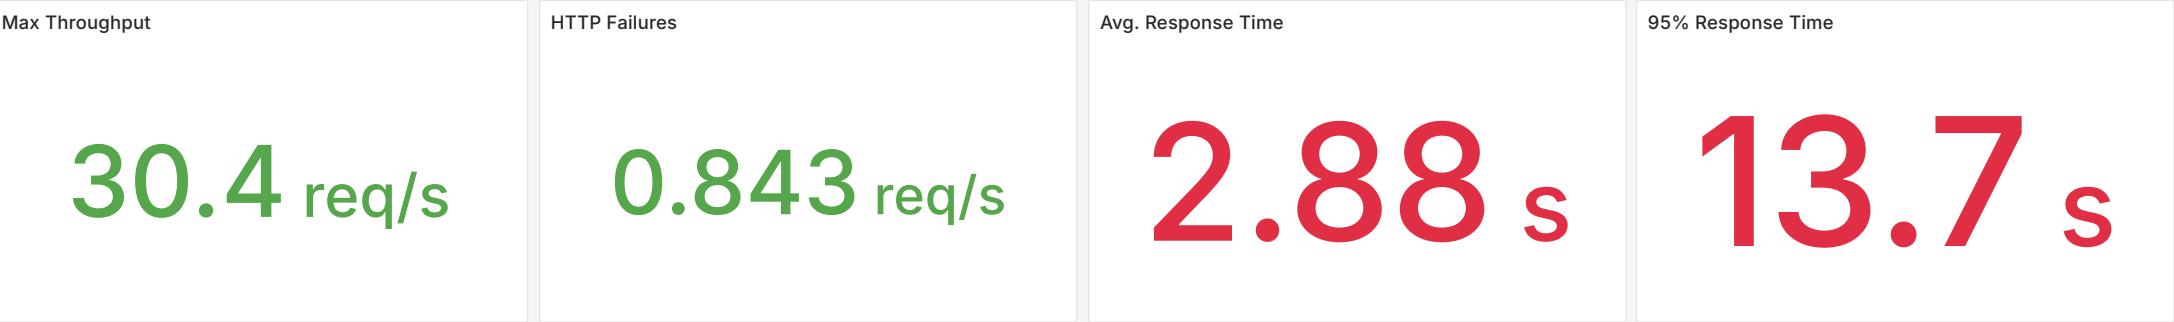 Max Throughput
30.4 req/s
HTTP Failures
0.843 req/s
Avg. Response Time
2.88 s
95% Response Time
13.7 s